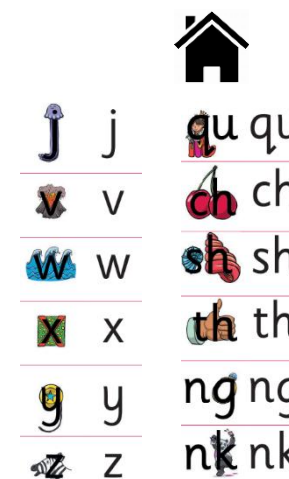 j j
v v
w w
x x
y y
z z
qu qu
ch ch
sh sh
th th
ng ng
nk nk